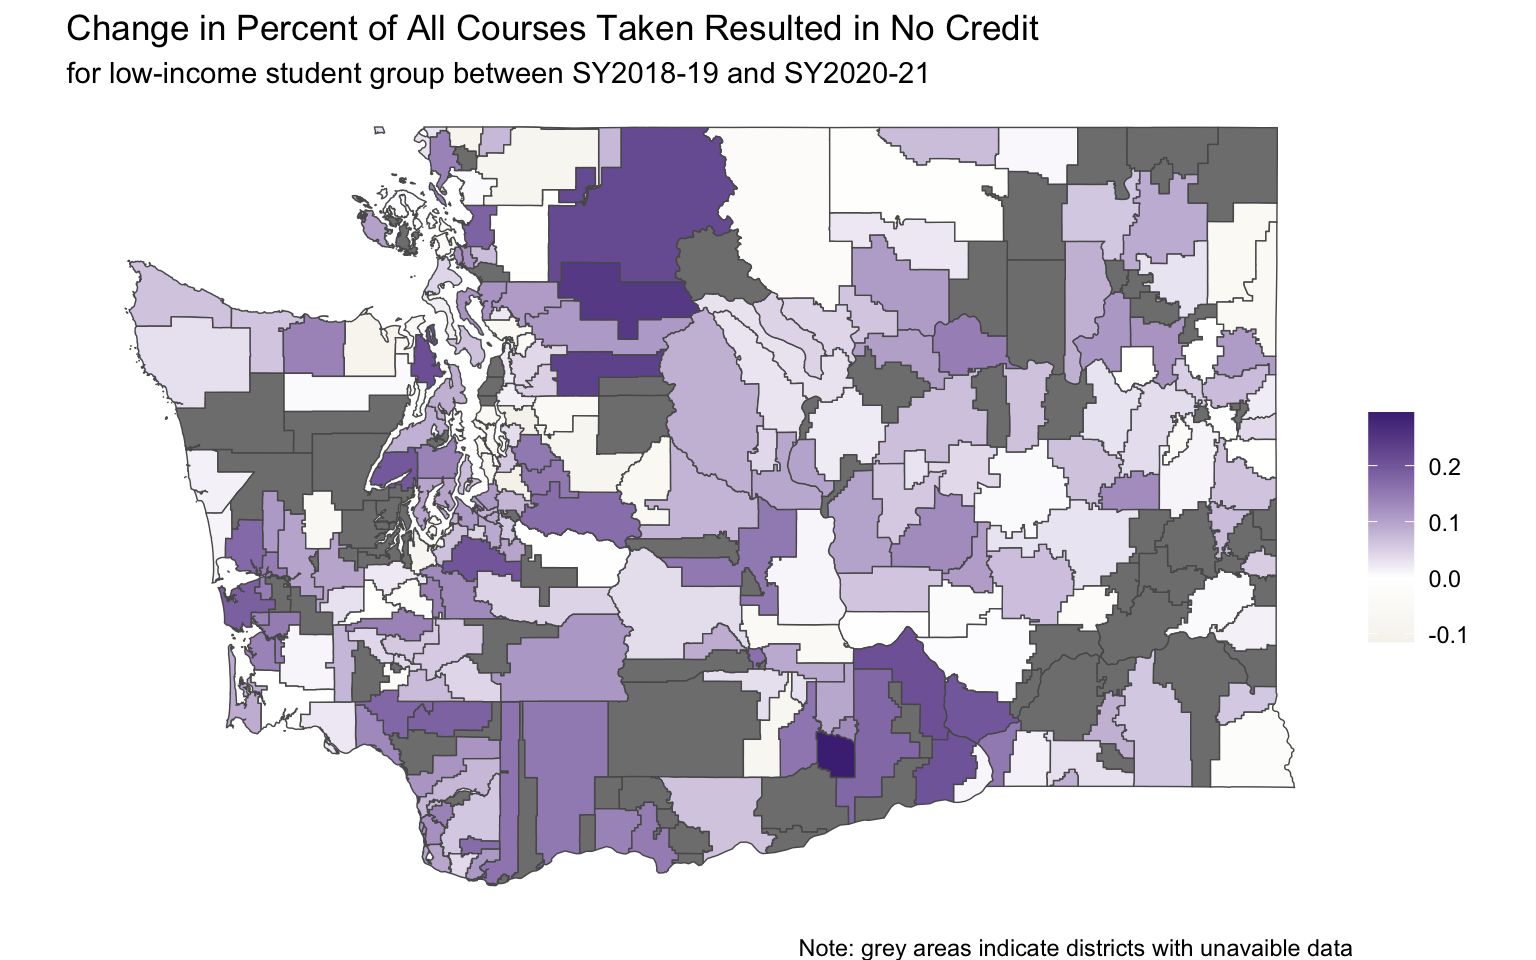 Change in Percent of All Courses Taken Resulted in No Credit
for low-income student group between SY2018-19 and SY2020-21
0.2
0.1
0.0
-0.1
Note: grey areas indicate districts with unavaible data